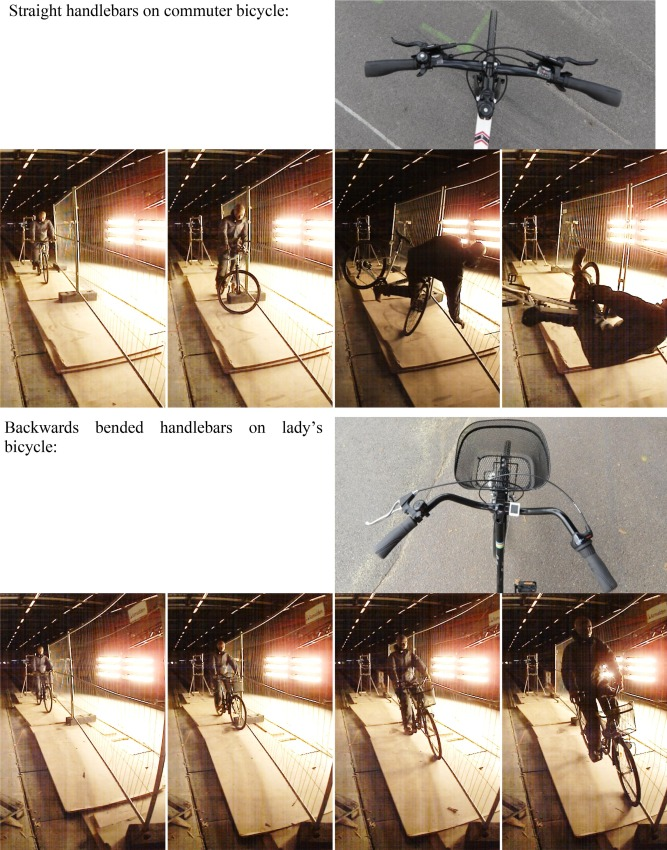 Straight handlebars on commuter bicycle:
Backwards bended handlebars on lady's
bicycle: